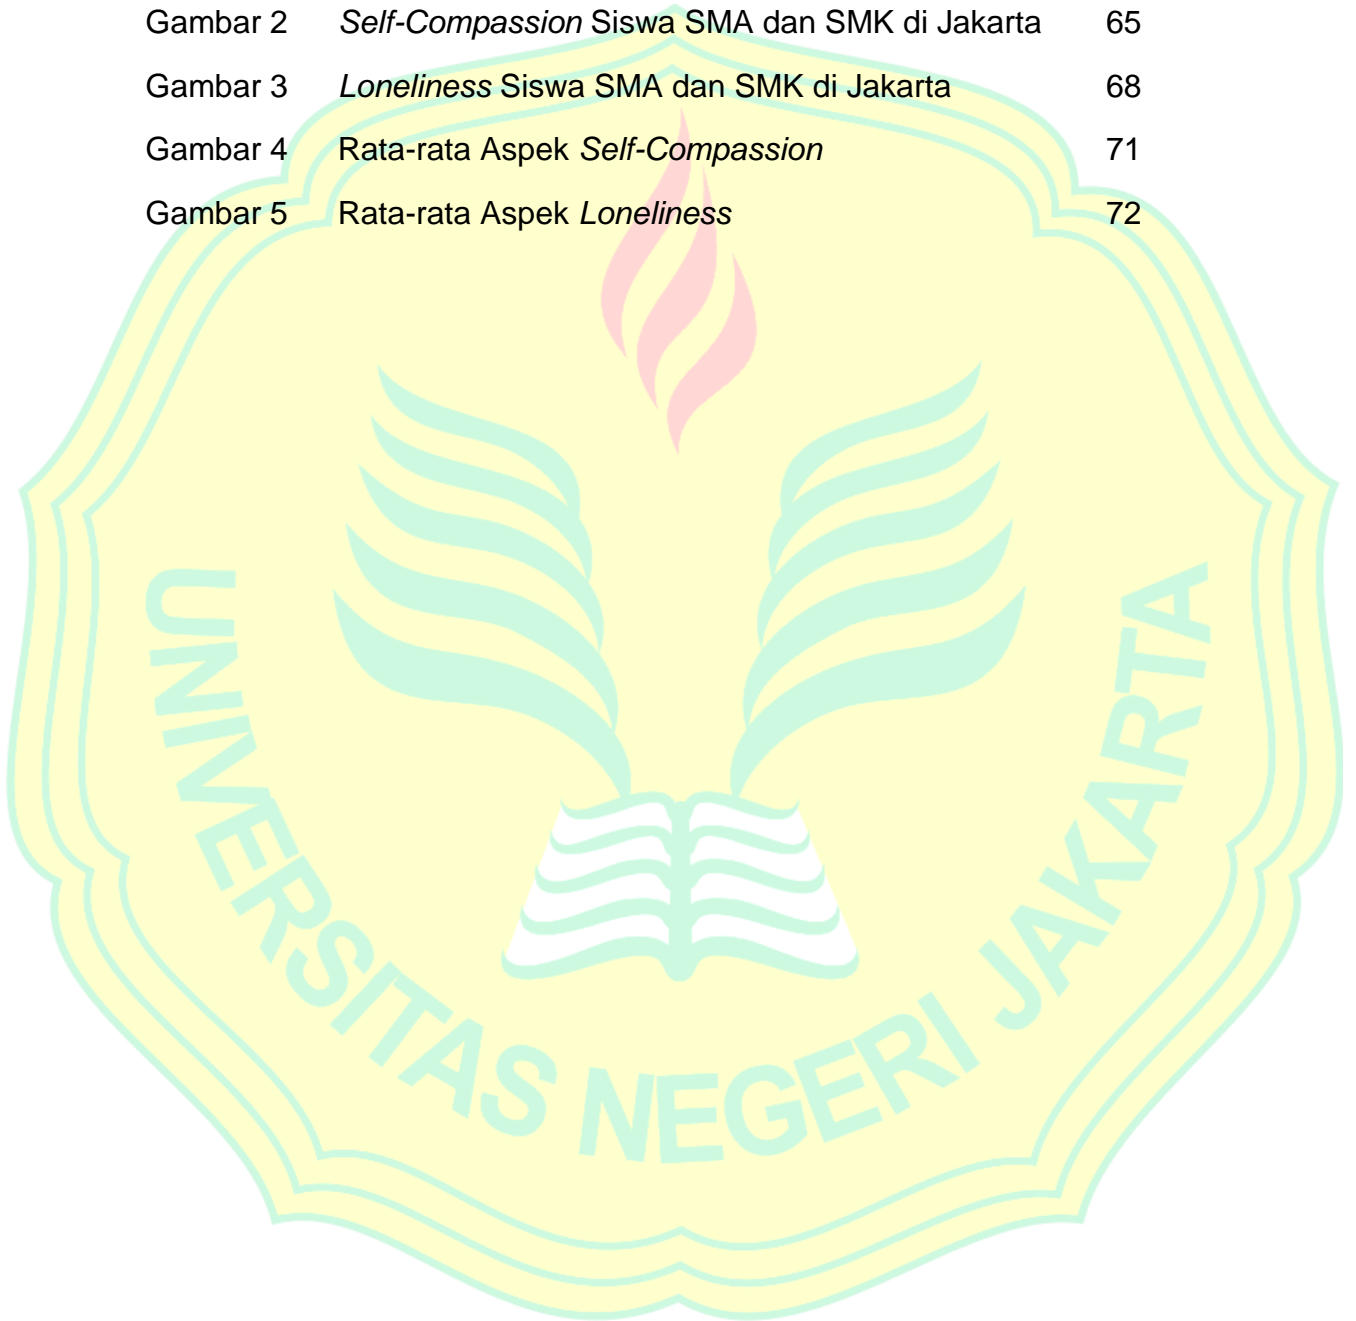 Gambar 2 Self-Compassion Siswa SMA dan SMK di Jakarta 65
Gambar 3 Loneliness Siswa SMA dan SMK di Jakarta 68
Gambar 4 Rata-rata Aspek Self-Compassion 71
Gambar 5 Rata-rata Aspek Loneliness 72
UNIVERSITAS NEGERI JAKARTA